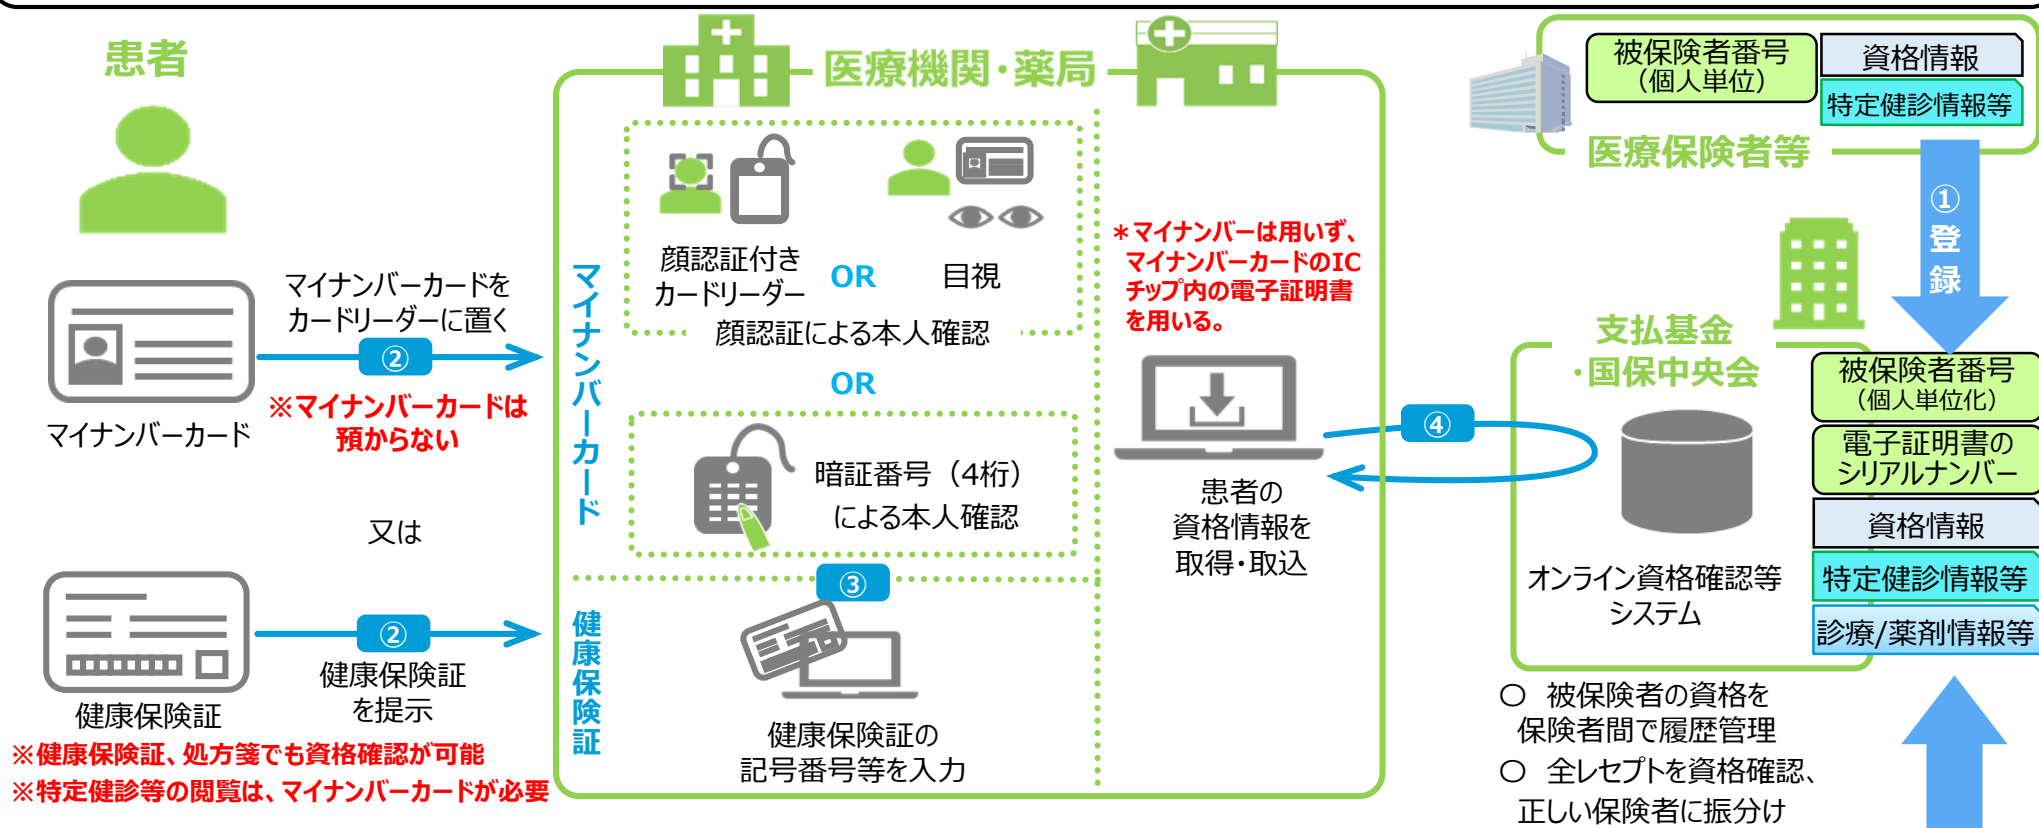 患者
マイナンバーカードを
カードリーダーに置く
②
※マイナンバーカードは
預からない
マイナンバーカード
又は
②
健康保険証
を提示
健康保険証
※健康保険証、処方箋でも資格確認が可能
※特定健診等の閲覧は、マイナンバーカードが必要
医療機関・薬局
マイナンバーカード
顔認証付き
カードリーダー
OR
目視
顔認証による本人確認
OR
暗証番号（4桁）
による本人確認
③
健康保険証
健康保険証の
記号番号等を入力
＊マイナンバーは用いず、
マイナンバーカードのIC
チップ内の電子証明書
を用いる。
患者の
資格情報を
取得・取込
④
被保険者番号
（個人単位）
資格情報
特定健診情報等
医療保険者等
①
登
録
支払基金
・国保中央会
オンライン資格確認等
システム
被保険者番号
（個人単位化）
電子証明書の
シリアルナンバー
資格情報
特定健診情報等
診療/薬剤情報等
○ 被保険者の資格を
保険者間で履歴管理
○ 全レセプトを資格確認、
正しい保険者に振分け